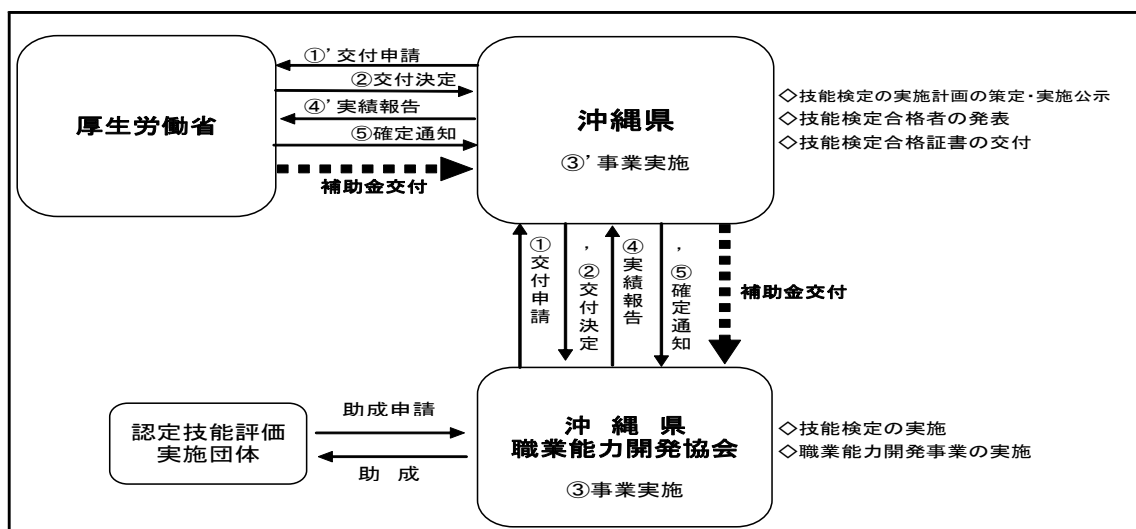 ①’交付申請
②交付決定
④’実績報告
⑤確定通知
補助金交付
厚生労働省
沖縄県
③’事業実施
◇技能検定の実施計画の策定・実施公示
◇技能検定合格者の発表
◇技能検定合格証書の交付
①交付申請
’②交付決定
④実績報告
’⑤確定通知
補助金交付
認定技能評価
実施団体
助成申請
助 成
沖 縄 県
職業能力開発協会
③事業実施
◇技能検定の実施
◇職業能力開発事業の実施